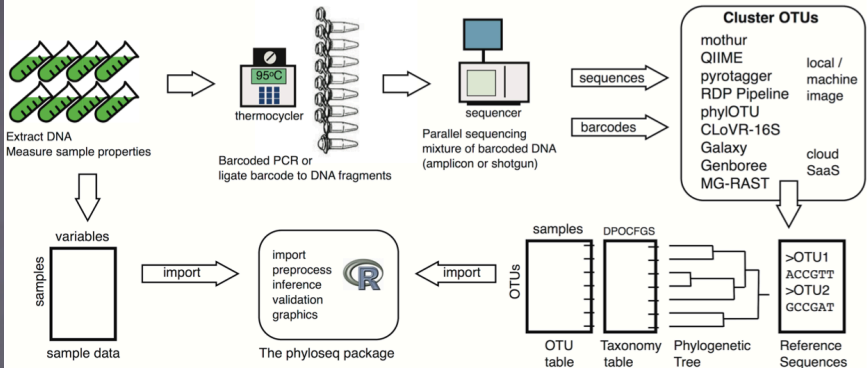 Extract DNA
Measure sample properties
95ºC
thermocycler
Barcoded PCR or
ligate barcode to DNA fragments
sequencer
Parallel sequencing
mixture of barcoded DNA
(amplicon or shotgun)
sequences
barcodes
Cluster OTUs
mothur
QIIME
pyrotagger
RDP Pipeline
phylOTU
CLoVR-16S
Galaxy
Genboree
MG-RAST
local /
machine
image
cloud
SaaS
variables
samples
sample data
import
import
preprocess
inference
validation
graphics
R
The phyloseq package
import
samples
OTUs
OTU
table
DPOCFGS
Taxonomy
table
Phylogenetic
Tree
>OTU1
ACCGTT
>OTU2
GCCGAT
Reference
Sequences